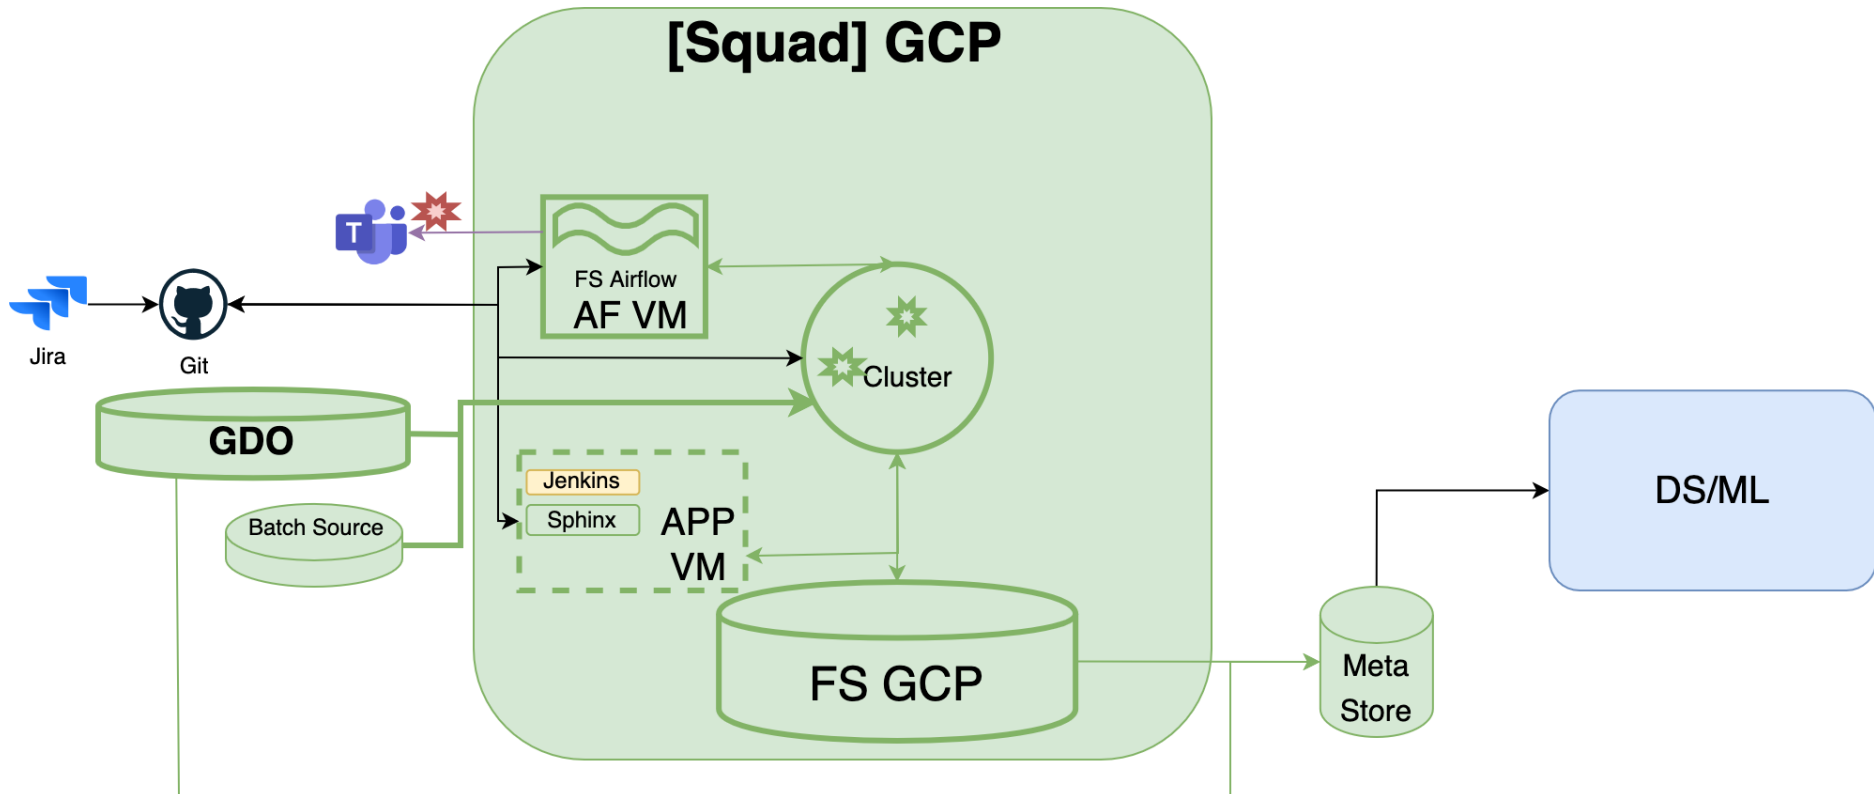 [Squad] GCP
T
FS Airflow
AF VM
Jira
Git
Cluster
GDO
Jenkins
Batch Source
Sphinx
APP
VM
DS/ML
FS GCP
Meta
Store